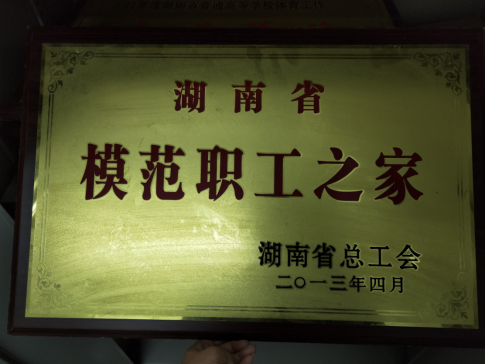 湖南省
模范职工之家
湖南省总工会
二〇一三年四月